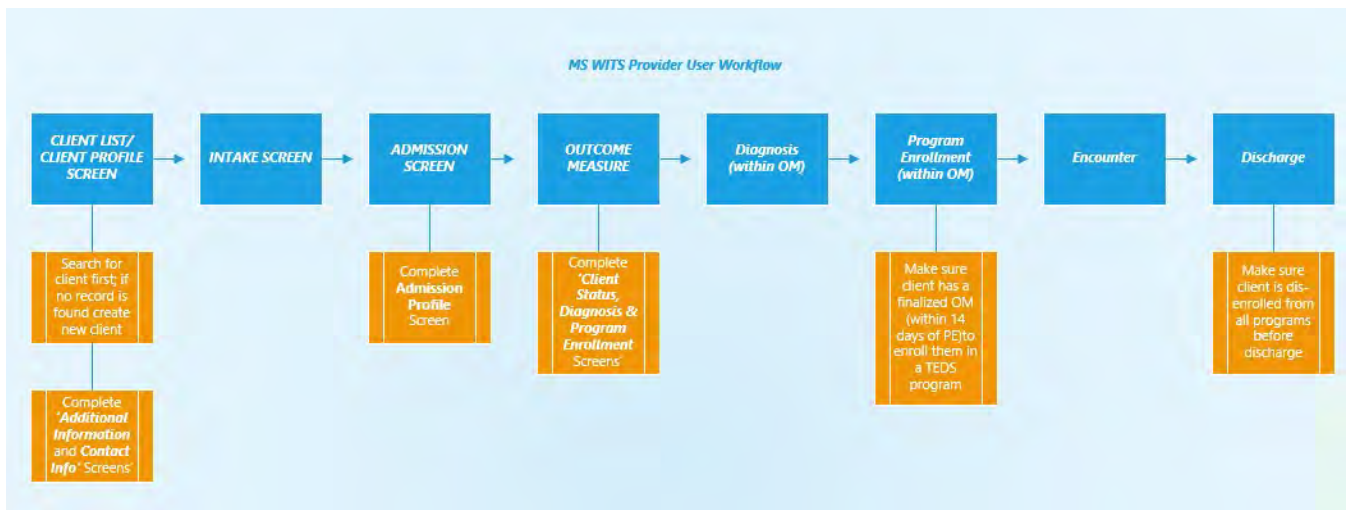 MS WITS Provider User Workflow
CLIENT LIST/
CLIENT PROFILE
SCREEN
INTAKE SCREEN
ADMISSION
SCREEN
OUTCOME
MEASURE
Diagnosis
(within OM)
Program
Enrollment
(within OM)
Encounter
Discharge
Search for
client first; if
no record is
found create
new client
Complete
'Additional
Information
and Contact
Info' Screens'
Complete
Admission
Profile
Screen
Complete
'Client
Status,
Diagnosis &
Program
Enrollment
Screens'
Make sure
client has a
finalized OM
(within 14
days of PE)to
enroll them in
a TEDS
program
Make sure
client is dis-
enrolled from
all programs
before
discharge